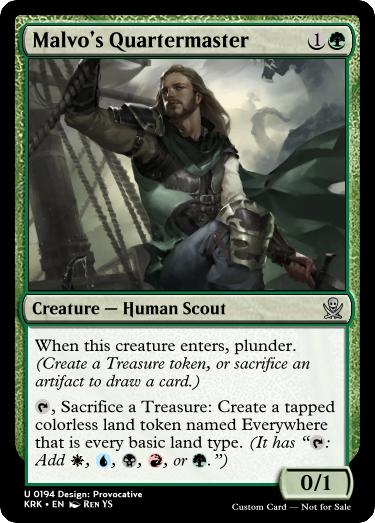 Malvo's Quartermaster 1
Creature — Human Scout
When this creature enters, plunder.
(Create a Treasure token, or sacrifice an
artifact to draw a card.)
, Sacrifice a Treasure: Create a tapped
colorless land token named Everywhere
that is every basic land type. (It has “ :
Add , , , , or .”)
0/1
U 0194 Design: Provocative
KRK • EN Ren YS
Custom Card — Not for Sale